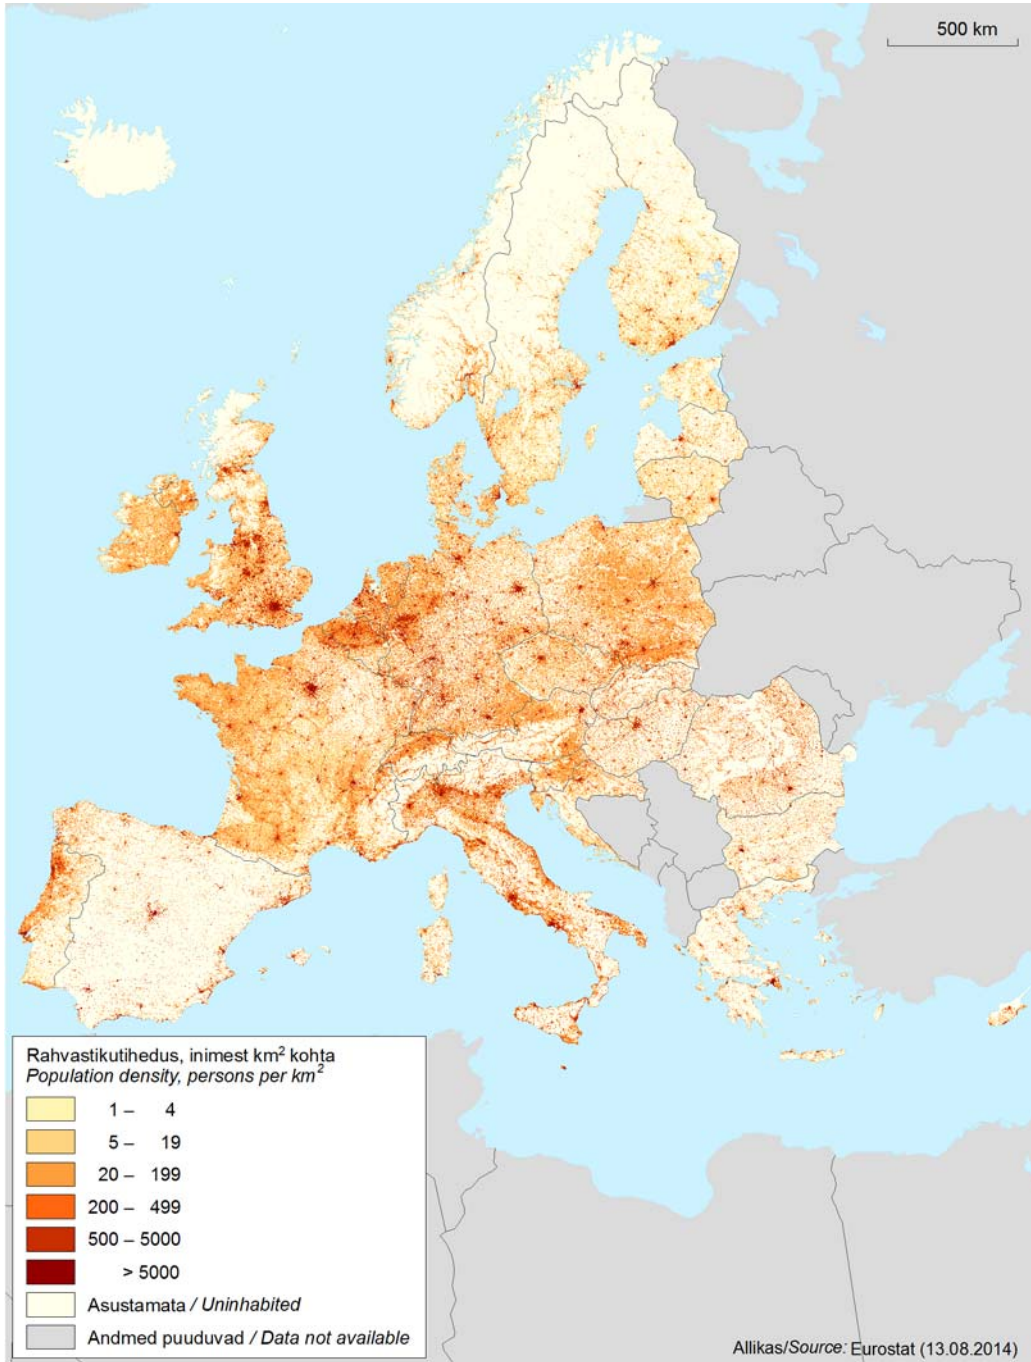 500 km
Rahvastikutihedus, inimest km² kohta
Population density, persons per km²
1 – 4
5 – 19
20 – 199
200 – 499
500 – 5000
> 5000
Asustamata / Uninhabited
Andmed puuduvad / Data not available
Allikas/Source: Eurostat (13.08.2014)